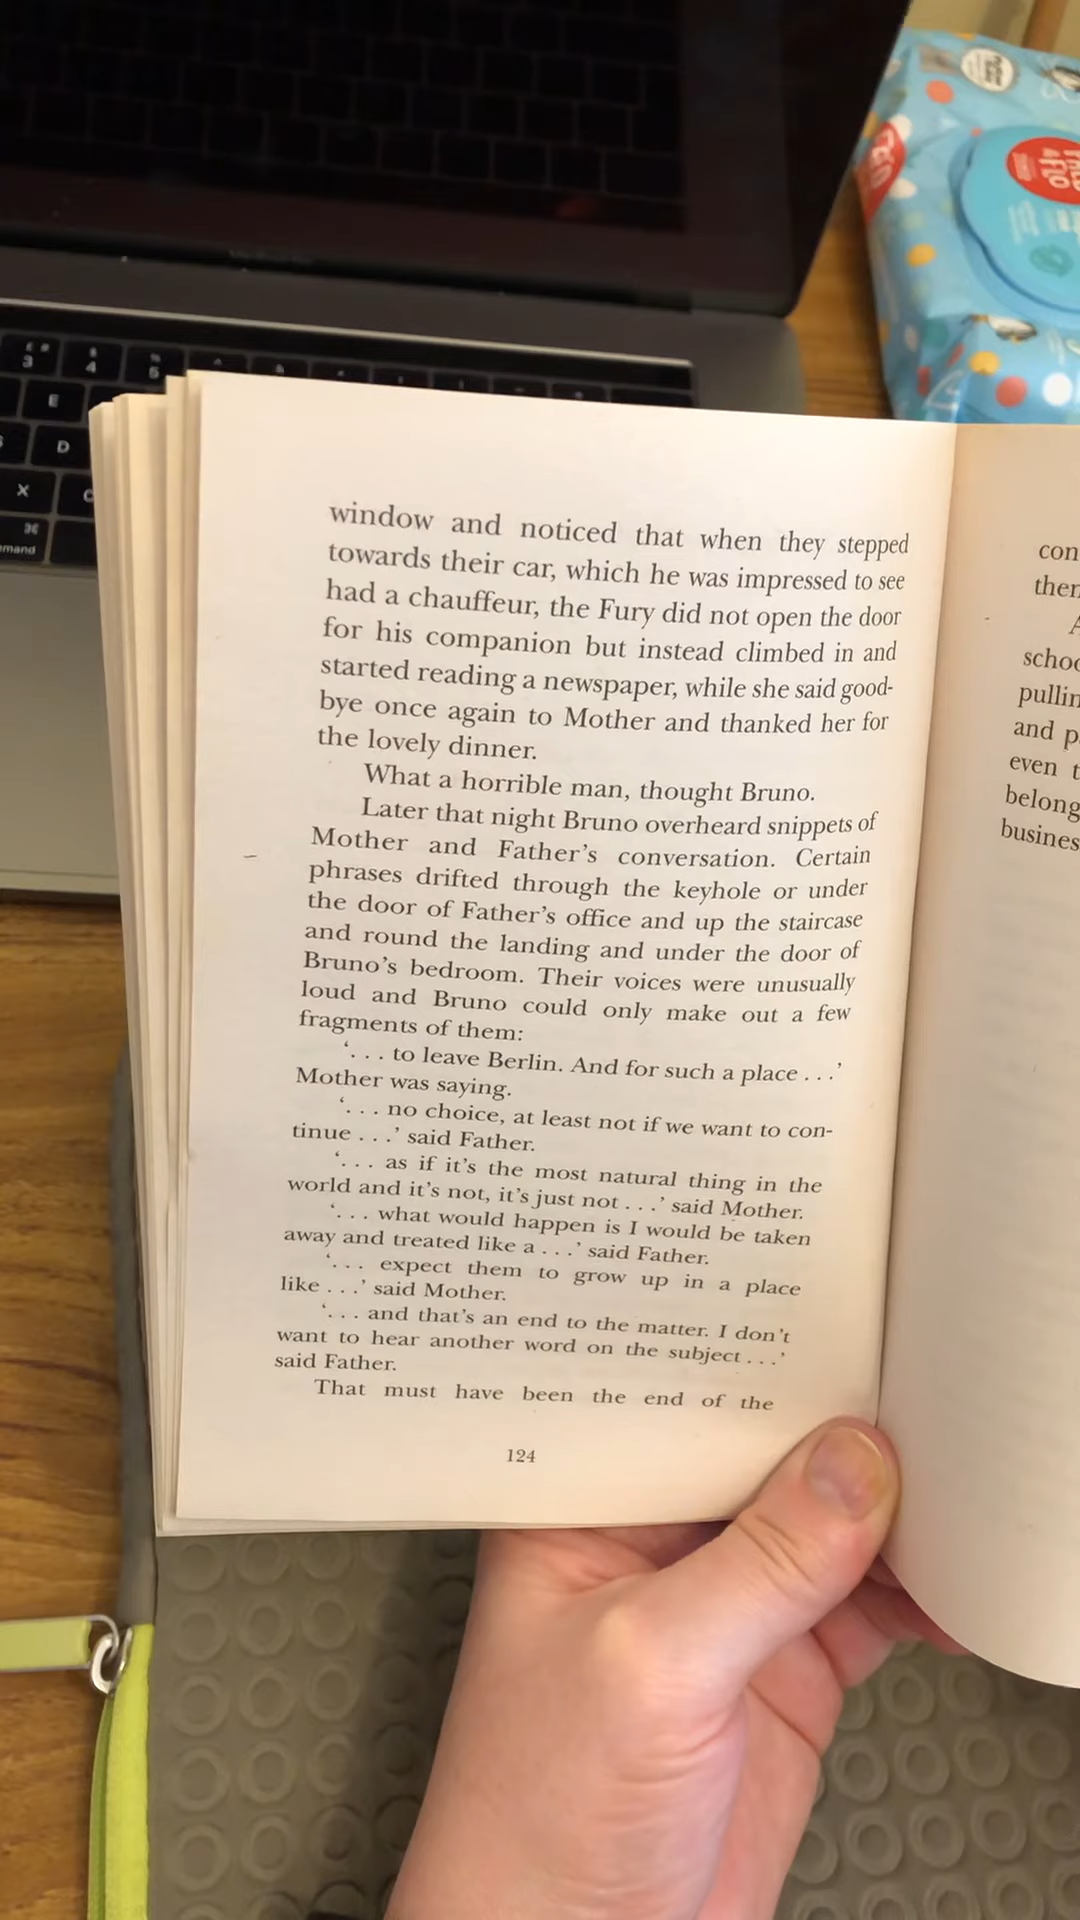 3
4
5
E
D
X
C
⌘
mand
window and noticed that when they stepped
towards their car, which he was impressed to see
had a chauffeur, the Fury did not open the door
for his companion but instead climbed in and
started reading a newspaper, while she said good-
bye once again to Mother and thanked her for
the lovely dinner.
What a horrible man, thought Bruno.
Later that night Bruno overheard snippets of
Mother and Father's conversation. Certain
phrases drifted through the keyhole or under
the door of Father's office and up the staircase
and round the landing and under the door of
Bruno's bedroom. Their voices were unusually
loud and Bruno could only make out a few
fragments of them:
'. . . to leave Berlin. And for such a place . . .'
Mother was saying.
'. . . no choice, at least not if we want to con-
tinue . . .' said Father.
'. . . as if it's the most natural thing in the
world and it's not, it's just not . . .' said Mother.
'. . . what would happen is I would be taken
away and treated like a . . .' said Father.
'. . . expect them to grow up in a place
like . . .' said Mother.
'. . . and that's an end to the matter. I don't
want to hear another word on the subject . . .'
said Father.
That must have been the end of the
124
con
then
A
schoo
pullin
and p
even t
belong
busines